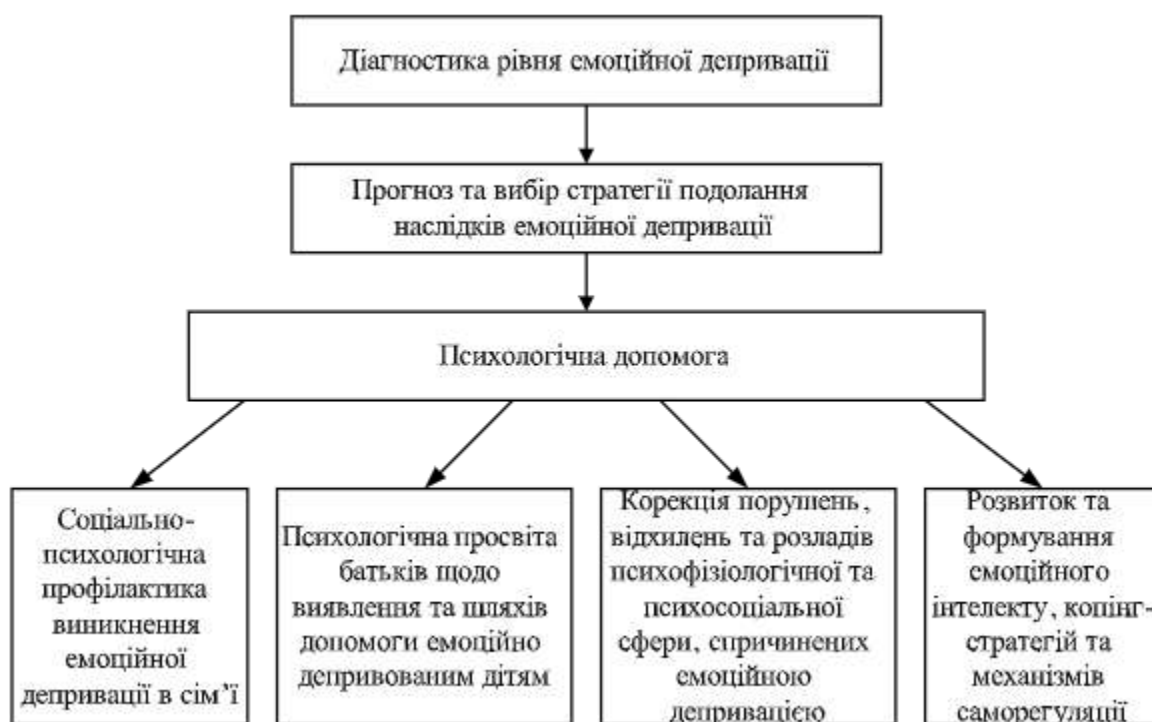 Діагностика рівня емоційної депривації
Прогноз та вибір стратегії подолання
наслідків емоційної депривації
Психологічна допомога
Соціально-
психологічна
профілактика
виникнення
емоційної
депривації в сім’ї
Психологічна просвіта
батьків щодо
виявлення та шляхів
допомоги емоційно
депривованим дітям
Корекція порушень,
відхилень та розладів
психофізіологічної та
психосоціальної
сфери, спричинених
емоційною
депривацією
Розвиток та
формування
емоційного
інтелекту, копінг-
стратегій та
механізмів
саморегуляції